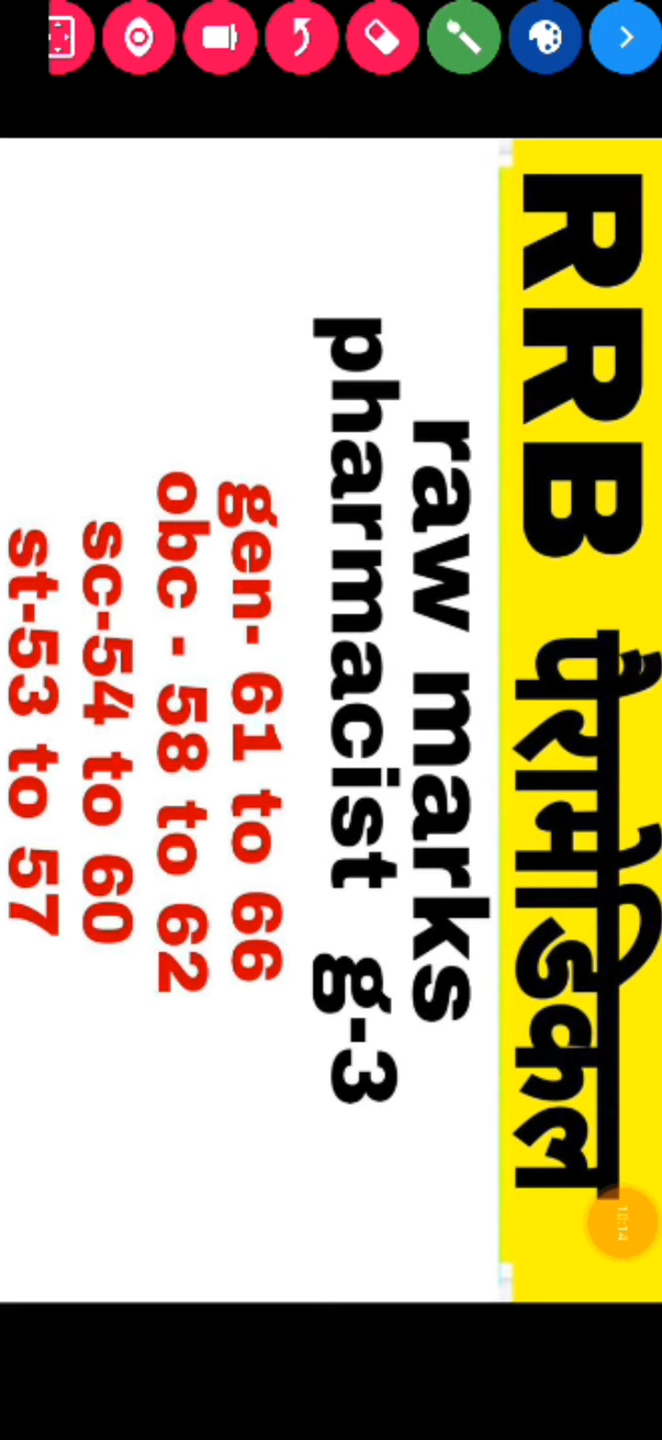 RRB पैरामेडिकल
raw marks
pharmacist g-3
gen- 61 to 66
obc - 58 to 62
sc-54 to 60
st-53 to 57